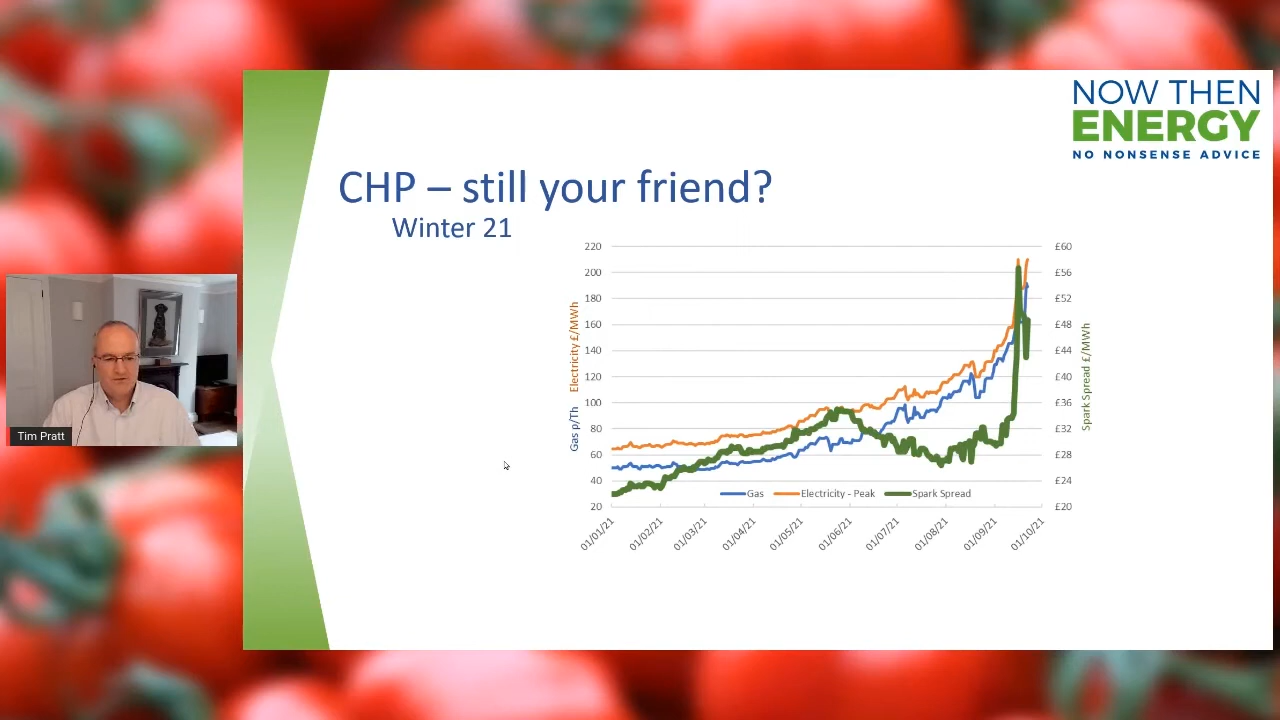 NOW THEN
ENERGY
NO NONSENSE ADVICE
CHP – still your friend?
Winter 21
Tim Pratt
Gas p/Th Electricity £/MWh
220
200
180
160
140
120
100
80
60
40
20
£60
£56
£52
£48
£44
£40
£36
£32
£28
£24
£20
Spark Spread £/MWh
Gas Electricity - Peak Spark Spread
01/01/21 01/02/21 01/03/21 01/04/21 01/05/21 01/06/21 01/07/21 01/08/21 01/09/21 01/10/21